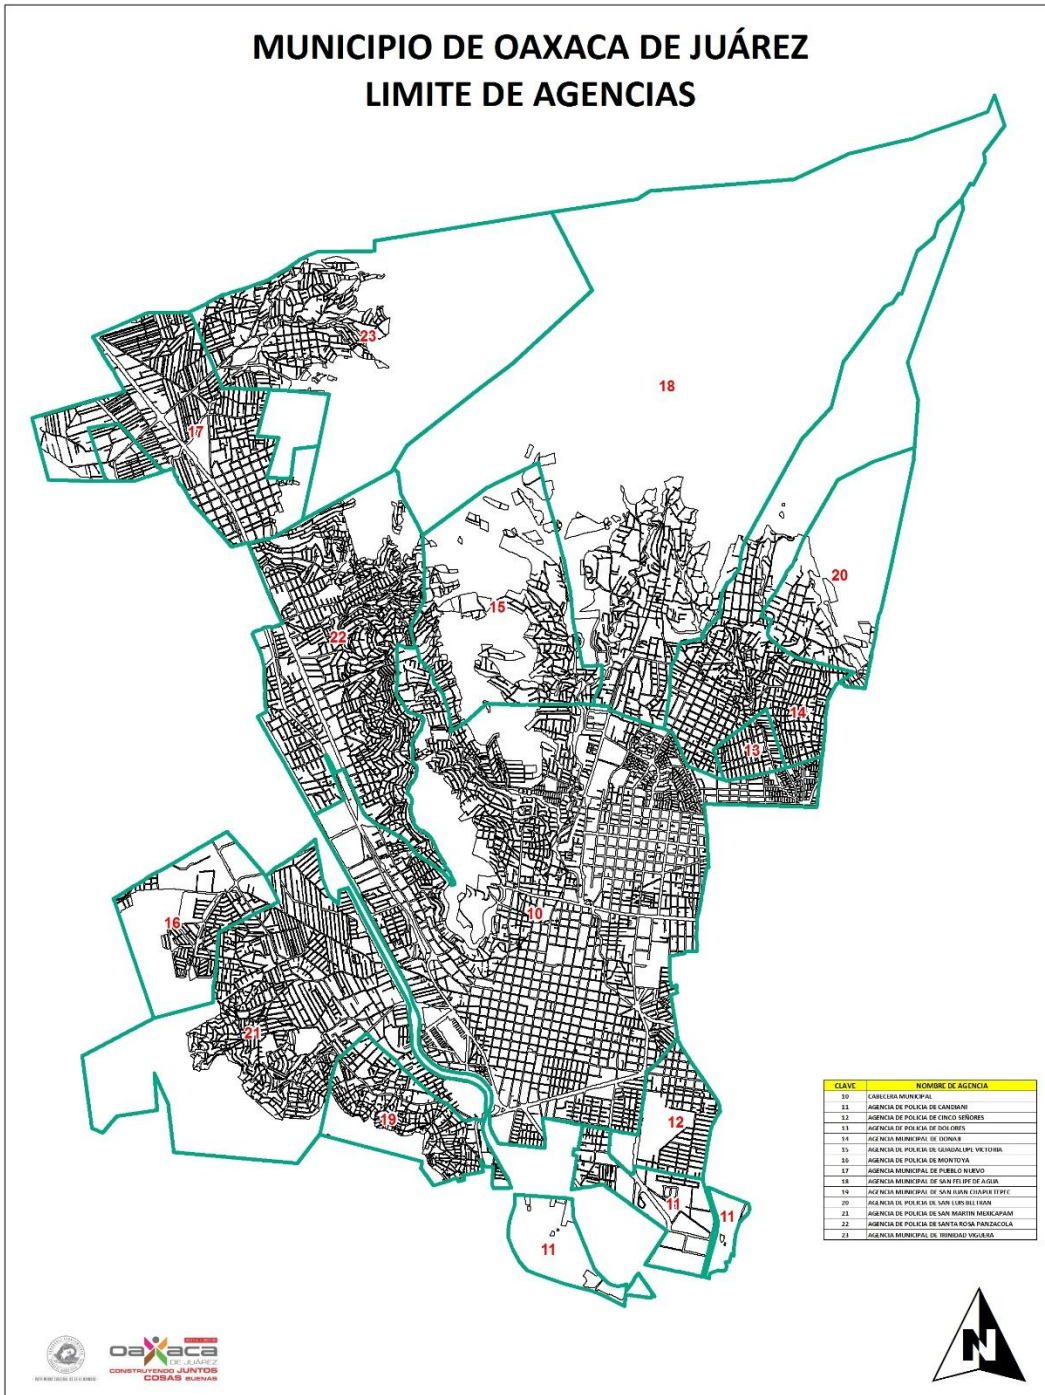 MUNICIPIO DE OAXACA DE JUÁREZ
LIMITE DE AGENCIAS
23
18
17
20
15
22
14
13
10
16
21
12
19
11
11
11
CLAVE NOMBRE DE AGENCIA
10 CABECERA MUNICIPAL
11 AGENCIA DE POLICIA DE CANDIANI
12 AGENCIA DE POLICIA DE CINCO SEÑORES
13 AGENCIA DE POLICIA DE DOLORES
14 AGENCIA MUNICIPAL DE DONAJI
15 AGENCIA DE POLICIA DE GUADALUPE VICTORIA
16 AGENCIA DE POLICIA DE MONTOYA
17 AGENCIA MUNICIPAL DE PUEBLO NUEVO
18 AGENCIA MUNICIPAL DE SAN FELIPE DE AGUA
19 AGENCIA MUNICIPAL DE SAN JUAN CHAPULTEPEC
20 AGENCIA DE POLICIA DE SAN LUIS BELTRAN
21 AGENCIA DE POLICIA DE SAN MARTIN MEXICAPAM
22 AGENCIA DE POLICIA DE SANTA ROSA PANZACOLA
23 AGENCIA MUNICIPAL DE TRINIDAD VIGUERA
N
oaxaca
DE JUÁREZ
CONSTRUYENDO JUNTOS
COSAS BUENAS